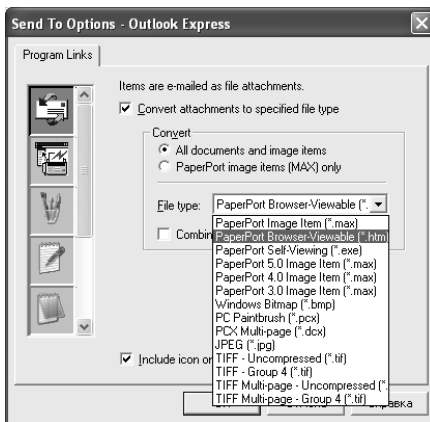 Send To Options - Outlook Express
Program Links
Items are e-mailed as file attachments.
Convert attachments to specified file type
Convert
All documents and image items
PaperPort image items (MAX) only
File type: PaperPort Browser-Viewable (*.
PaperPort Image Item (*.max)
PaperPort Browser-Viewable (*.htm)
PaperPort Self-Viewing (*.exe)
Combin
PaperPort 5.0 Image Item (*.max)
PaperPort 4.0 Image Item (*.max)
PaperPort 3.0 Image Item (*.max)
Windows Bitmap (*.bmp)
PC Paintbrush (*.pcx)
PCX Multi-page (*.dcx)
JPEG (*.jpg)
TIFF - Uncompressed (*.tif)
Include icon or
TIFF - Group 4 (*.tif)
TIFF Multi-page - Uncompressed (*.
TIFF Multi-page - Group 4 (*.tif)